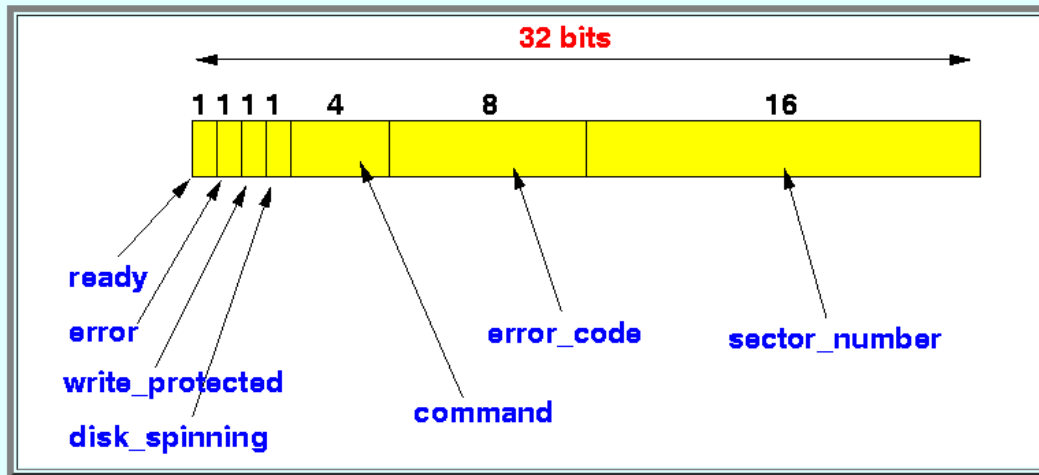 32 bits
1 1 1 1 4 8 16
ready
error
error_code
sector_number
write_protected
command
disk_spinning